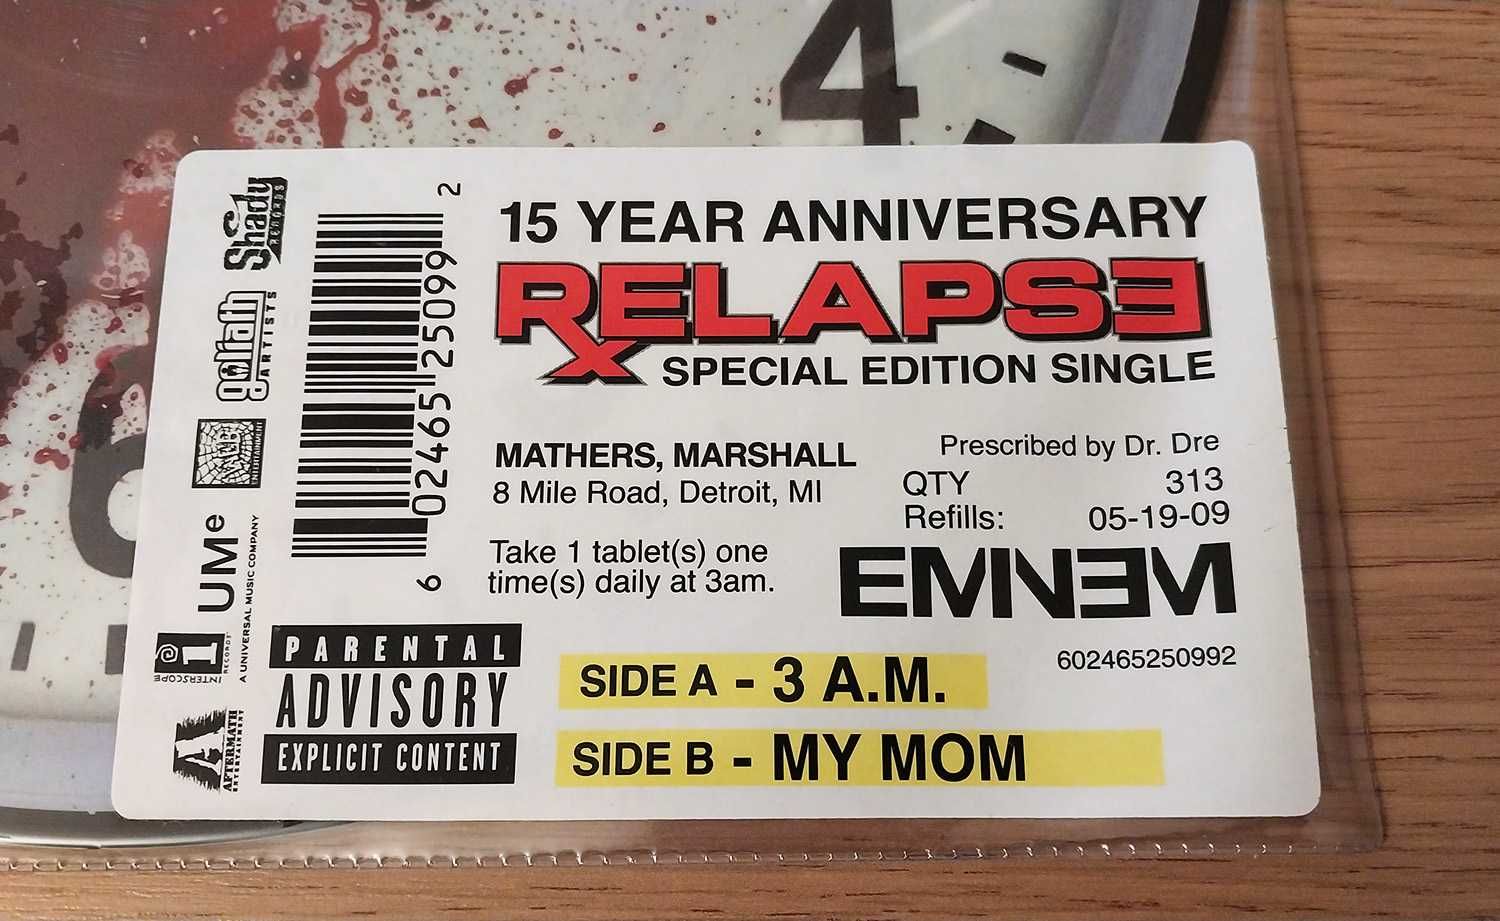 4
6
Shady
RECORDS
goliath
ARTISTS
WEB
ENTERTAINMENT
UMe
A UNIVERSAL MUSIC COMPANY
INTERSCOPE
RECORDS
AFTERMATH
ENTERTAINMENT
6 02465 25099 2
15 YEAR ANNIVERSARY
RELAPSE
X SPECIAL EDITION SINGLE
MATHERS, MARSHALL
8 Mile Road, Detroit, MI
Prescribed by Dr. Dre
QTY 313
Refills: 05-19-09
Take 1 tablet(s) one
time(s) daily at 3am.
EMINEM
602465250992
PARENTAL
ADVISORY
EXPLICIT CONTENT
SIDE A - 3 A.M.
SIDE B - MY MOM